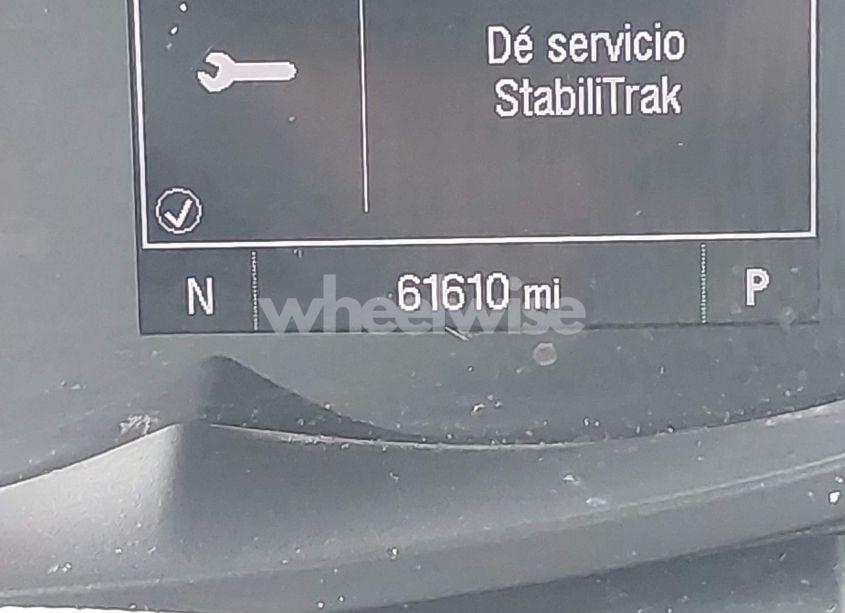 Dé servicio
StabiliTrak
N 61610 mi P
wheelwise